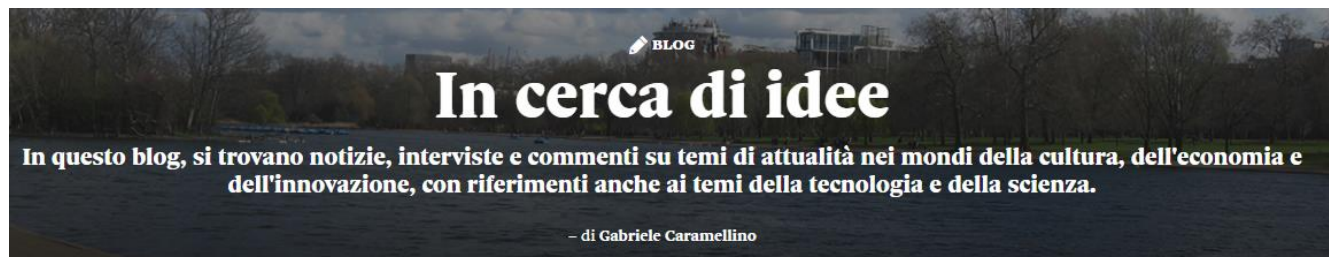 BLOG
In cerca di idee
In questo blog, si trovano notizie, interviste e commenti su temi di attualità nei mondi della cultura, dell'economia e
dell'innovazione, con riferimenti anche ai temi della tecnologia e della scienza.
– di Gabriele Caramellino